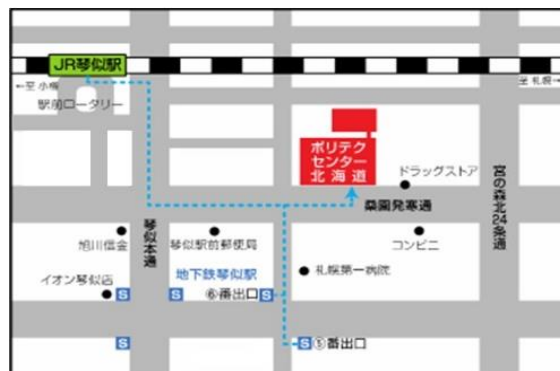 JR琴似駅
←至 小樽
至 札幌→
駅前ロータリー
ポリテク
センター
北海道
ドラッグストア
宮の森北24条通
桑園発寒通
琴似本通
旭川信金
琴似駅前郵便局
コンビニ
地下鉄琴似駅
札幌第一病院
イオン琴似店
S
S
⑥番出口
S
S
S
⑤番出口